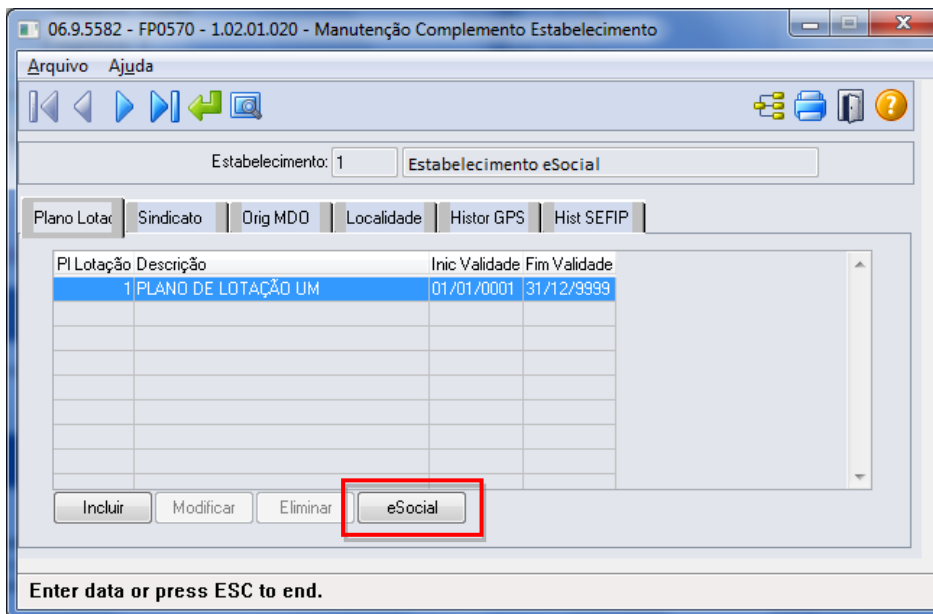 06.9.5582 - FP0570 - 1.02.01.020 - Manutenção Complemento Estabelecimento
Arquivo Ajuda
Estabelecimento: 1 Estabelecimento eSocial
Plano Lotaç Sindicato Orig MDO Localidade Histor GPS Hist SEFIP
Pl Lotação Descrição Inic Validade Fim Validade
1 PLANO DE LOTAÇÃO UM 01/01/0001 31/12/9999
Incluir Modificar Eliminar eSocial
Enter data or press ESC to end.